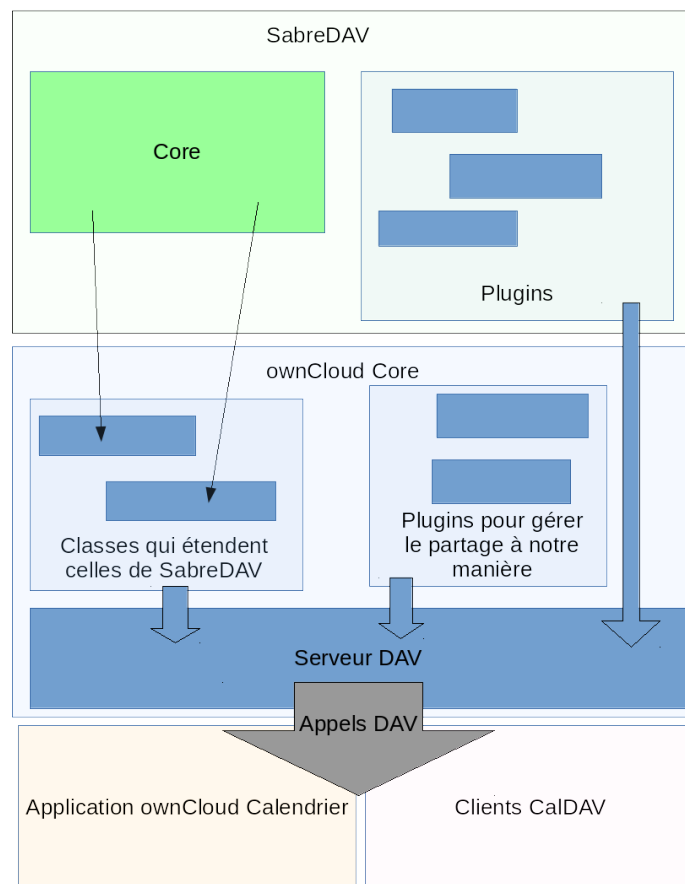 SabreDAV
Core
Plugins
ownCloud Core
Classes qui étendent
celles de SabreDAV
Plugins pour gérer
le partage à notre
manière
Serveur DAV
Appels DAV
Application ownCloud Calendrier
Clients CalDAV